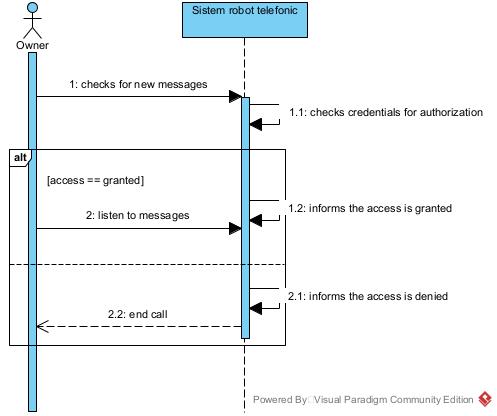 Sistem robot telefonic
Owner
1: checks for new messages
1.1: checks credentials for authorization
alt
[access == granted]
1.2: informs the access is granted
2: listen to messages
2.1: informs the access is denied
2.2: end call
Powered By Visual Paradigm Community Edition